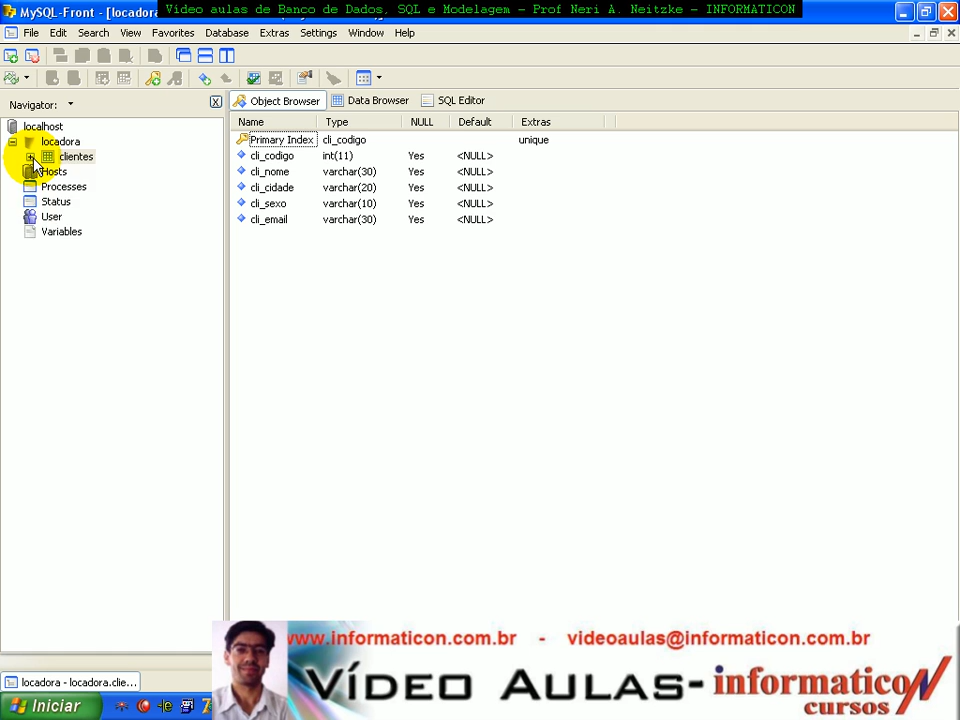 MySQL-Front - [locadora
Vídeo aulas de Banco de Dados, SQL e Modelagem - Prof Neri A. Neitzke - INFORMATICON
File Edit Search View Favorites Database Extras Settings Window Help
Navigator:
Object Browser Data Browser SQL Editor
localhost
locadora
clientes
Hosts
Processes
Status
User
Variables
Name Type NULL Default Extras
Primary Index cli_codigo unique
cli_codigo int(11) Yes <NULL>
cli_nome varchar(30) Yes <NULL>
cli_cidade varchar(20) Yes <NULL>
cli_sexo varchar(10) Yes <NULL>
cli_email varchar(30) Yes <NULL>
www.informaticon.com.br - videoaulas@informaticon.com.br
VÍDEO AULAS- informaticon
cursos
locadora - locadora.clie...
Iniciar